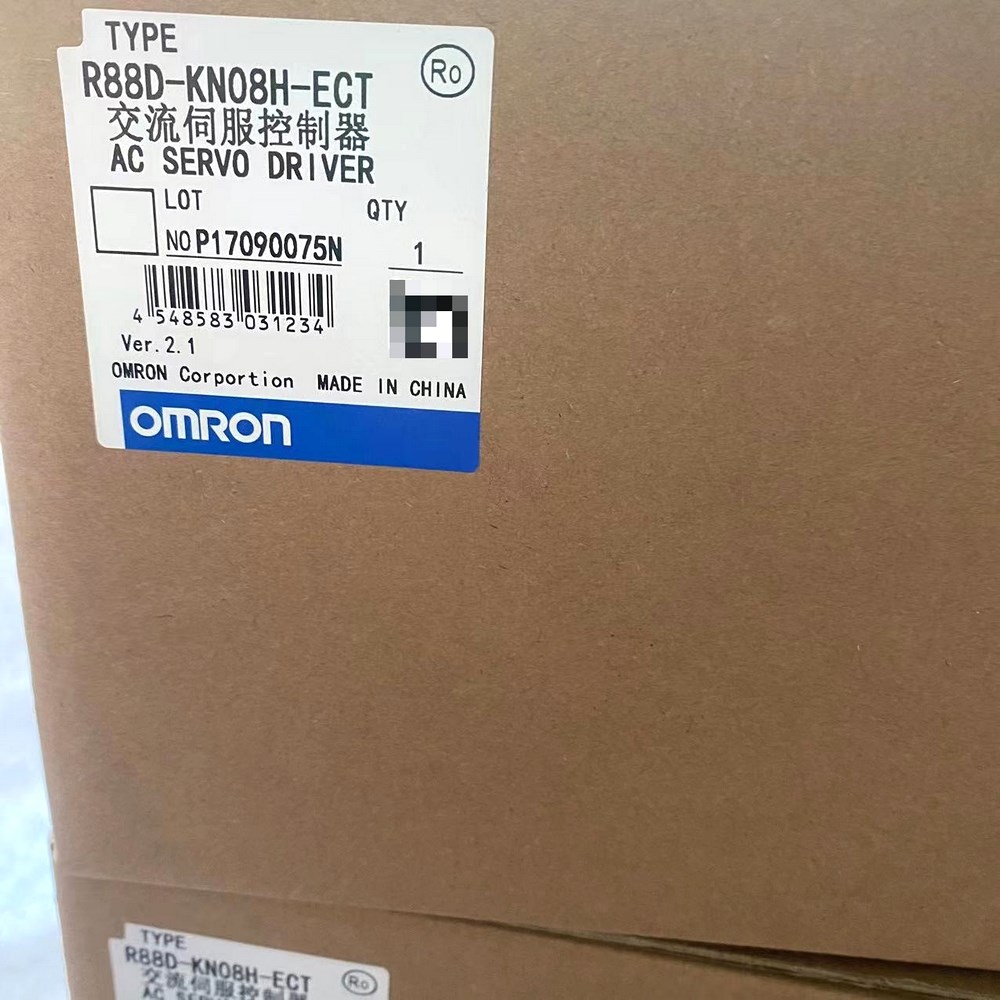 TYPE
R88D-KN08H-ECT
Ro
交流伺服控制器
AC SERVO DRIVER
LOT
QTY
NO P17090075N
1
4 548583 031234
Ver.2.1
OMRON Corportion MADE IN CHINA
OMRON
TYPE
R88D-KN08H-ECT
Ro
交流伺服控制器
AC